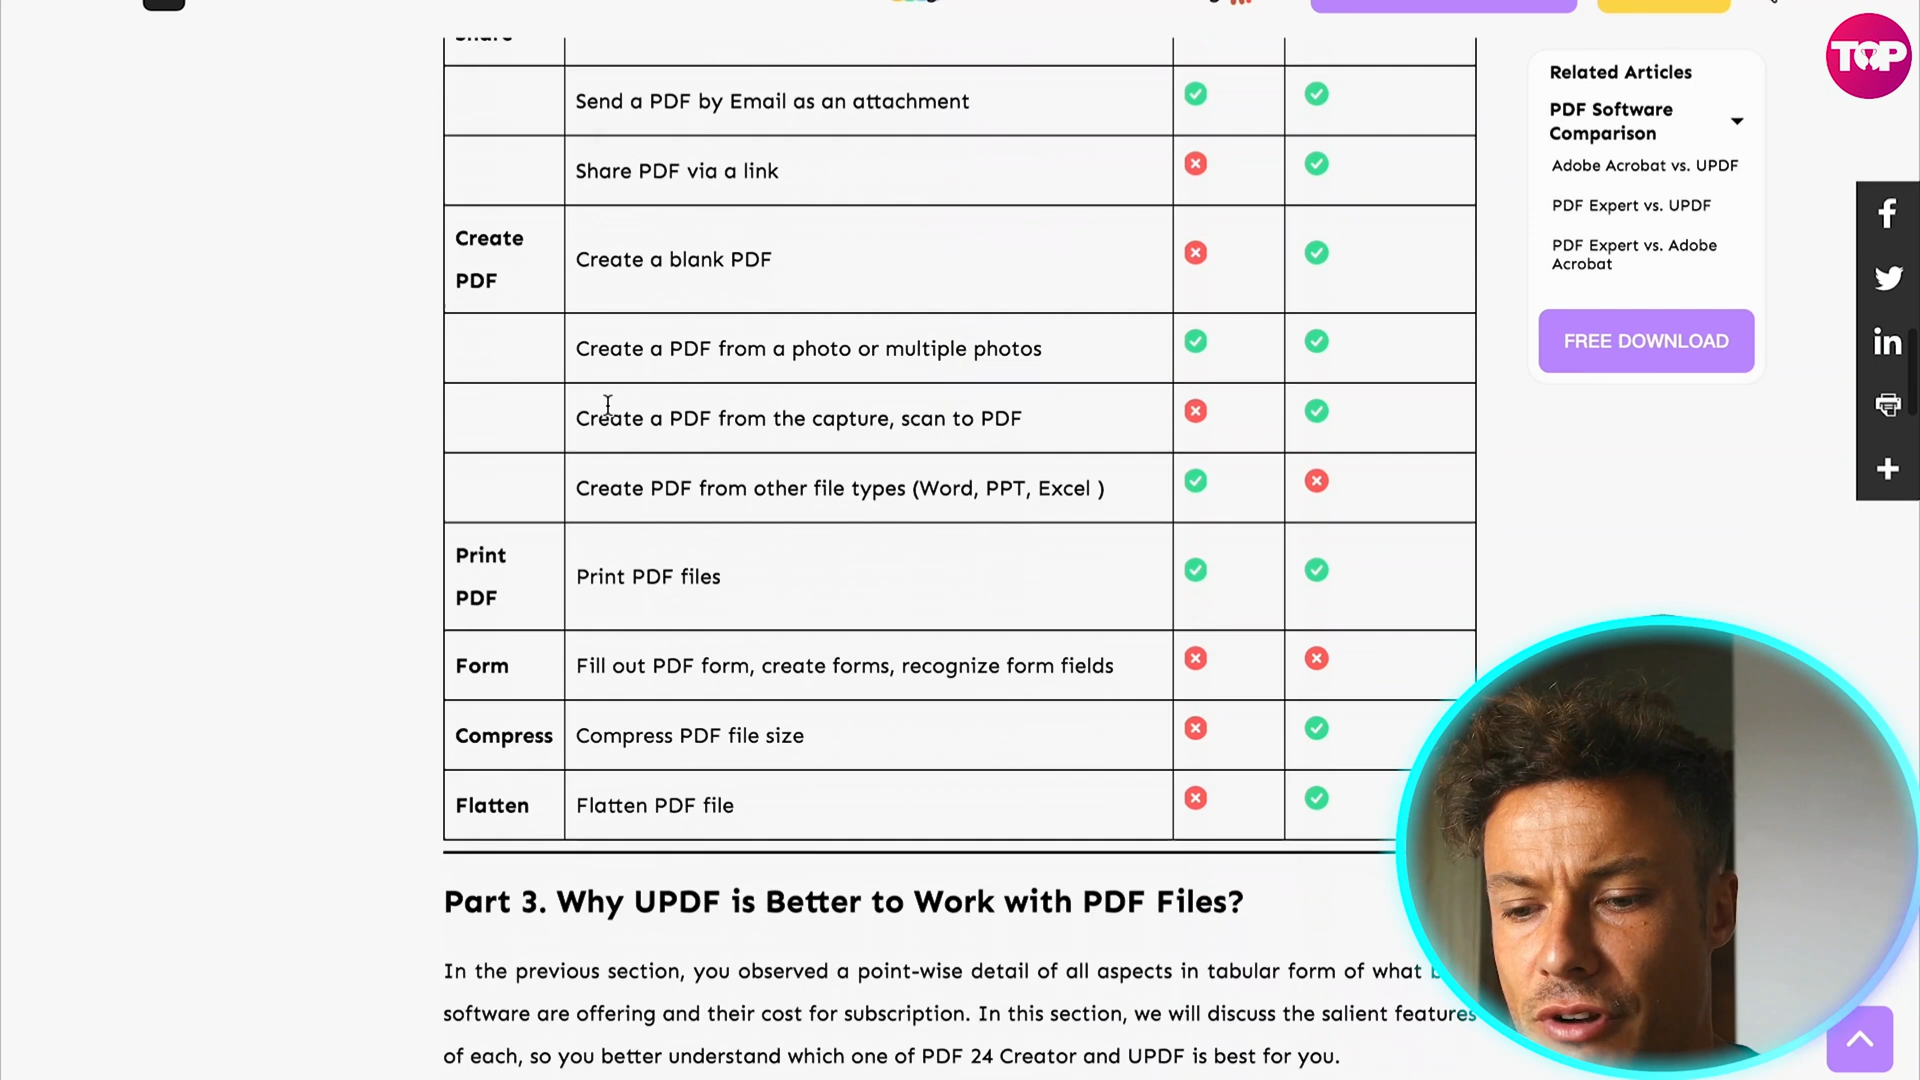 Share
TOP
Send a PDF by Email as an attachment
Share PDF via a link
Create
PDF
Create a blank PDF
Create a PDF from a photo or multiple photos
Create a PDF from the capture, scan to PDF
Create PDF from other file types (Word, PPT, Excel )
Print
PDF
Print PDF files
Form
Fill out PDF form, create forms, recognize form fields
Compress
Compress PDF file size
Flatten
Flatten PDF file
Part 3. Why UPDF is Better to Work with PDF Files?
In the previous section, you observed a point-wise detail of all aspects in tabular form of what
software are offering and their cost for subscription. In this section, we will discuss the salient features
of each, so you better understand which one of PDF 24 Creator and UPDF is best for you.
Related Articles
PDF Software
Comparison
Adobe Acrobat vs. UPDF
PDF Expert vs. UPDF
PDF Expert vs. Adobe
Acrobat
FREE DOWNLOAD
f
in